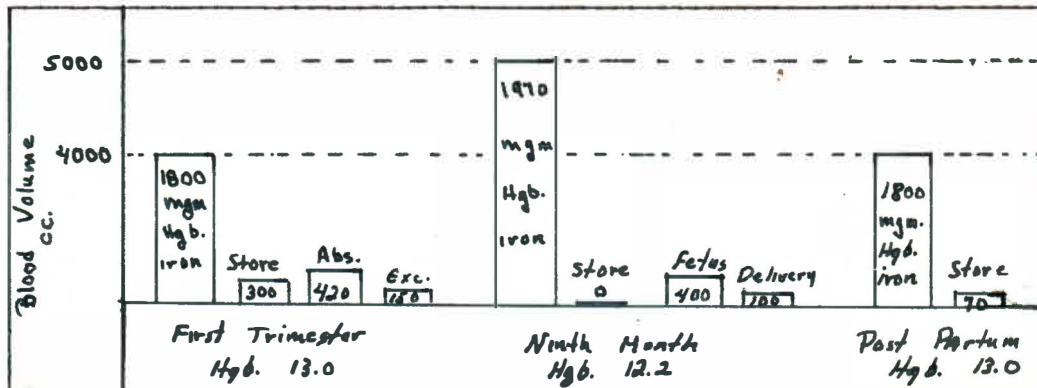 5000
4000
Blood Volume
cc.
1800
mgm
Hgb.
iron
Store
300
Abs.
420
Exc.
150
First Trimester
Hgb. 13.0
1970
mgm
Hgb.
iron
Store
0
Fetus
400
Delivery
100
Ninth Month
Hgb. 12.2
1800
mgm.
Hgb.
iron
Store
70
Post Partum
Hgb. 13.0